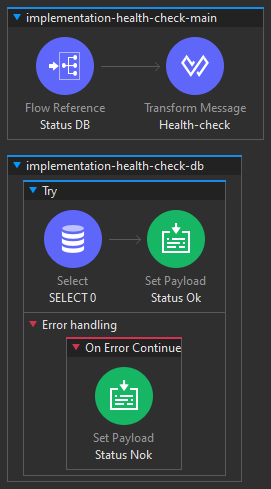 implementation-health-check-main
Flow Reference
Status DB
Transform Message
Health-check
implementation-health-check-db
Try
Select
SELECT 0
Set Payload
Status Ok
Error handling
On Error Continue
Set Payload
Status Nok